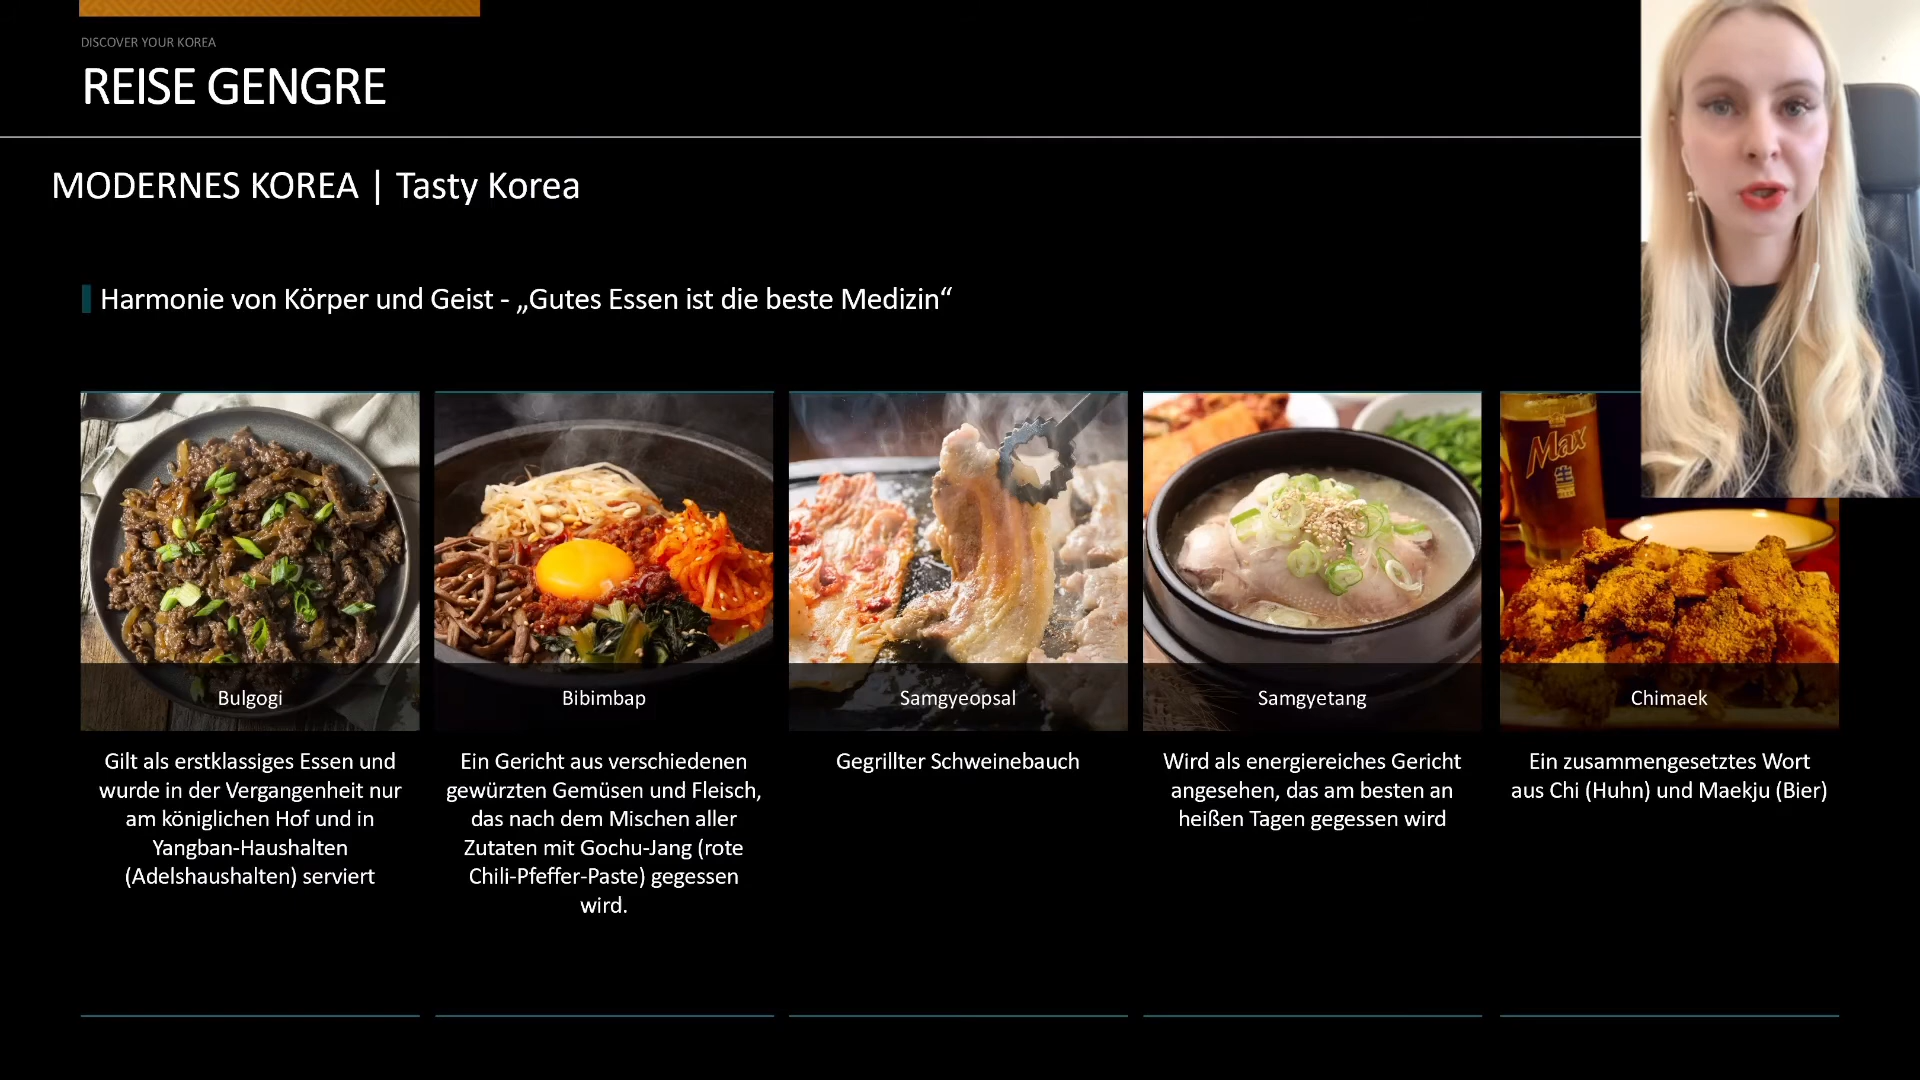 DISCOVER YOUR KOREA
REISE GENGRE
MODERNES KOREA | Tasty Korea
Harmonie von Körper und Geist - „Gutes Essen ist die beste Medizin“
Max
生
Bulgogi
Gilt als erstklassiges Essen und
wurde in der Vergangenheit nur
am königlichen Hof und in
Yangban-Haushalten
(Adelshaushalten) serviert
Bibimbap
Ein Gericht aus verschiedenen
gewürzten Gemüsen und Fleisch,
das nach dem Mischen aller
Zutaten mit Gochu-Jang (rote
Chili-Pfeffer-Paste) gegessen
wird.
Samgyeopsal
Gegrillter Schweinebauch
Samgyetang
Wird als energiereiches Gericht
angesehen, das am besten an
heißen Tagen gegessen wird
Chimaek
Ein zusammengesetztes Wort
aus Chi (Huhn) und Maekju (Bier)